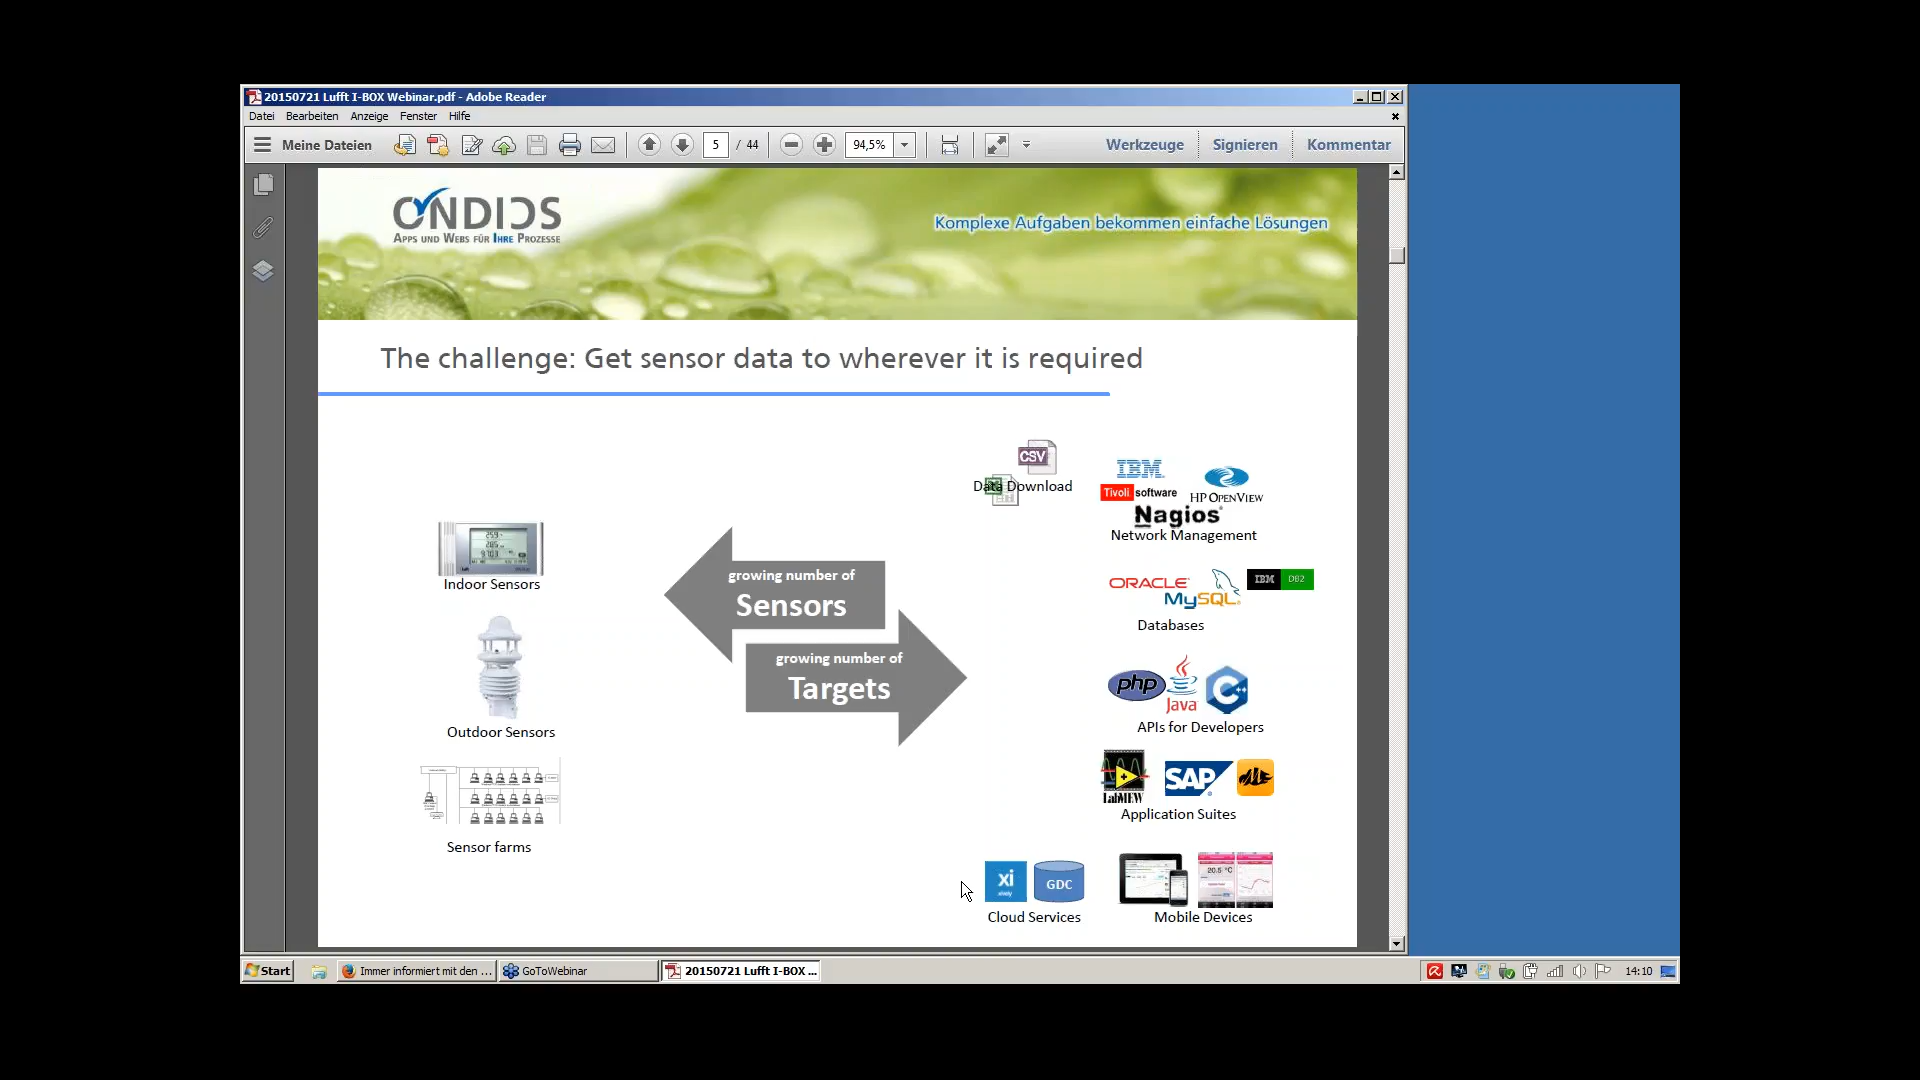 20150721 Lufft I-BOX Webinar.pdf - Adobe Reader
Datei Bearbeiten Anzeige Fenster Hilfe
Meine Dateien 5 / 44 94,5% Werkzeuge Signieren Kommentar
ONDICS
APPS UND WEBS FÜR IHRE PROZESSE
Komplexe Aufgaben bekommen einfache Lösungen
The challenge: Get sensor data to wherever it is required
Indoor Sensors
Outdoor Sensors
Sensor farms
growing number of
Sensors
growing number of
Targets
CSV
Data Download
IBM
Tivoli software
HP OPENVIEW
Nagios
Network Management
ORACLE
MySQL
IBM DB2
Databases
php
Java
C++
APIs for Developers
LabVIEW
SAP
Application Suites
xi
xively
GDC
Cloud Services
20.5 °C
Mobile Devices
Start
Immer informiert mit den ...
GoToWebinar
20150721 Lufft I-BOX ...
14:10